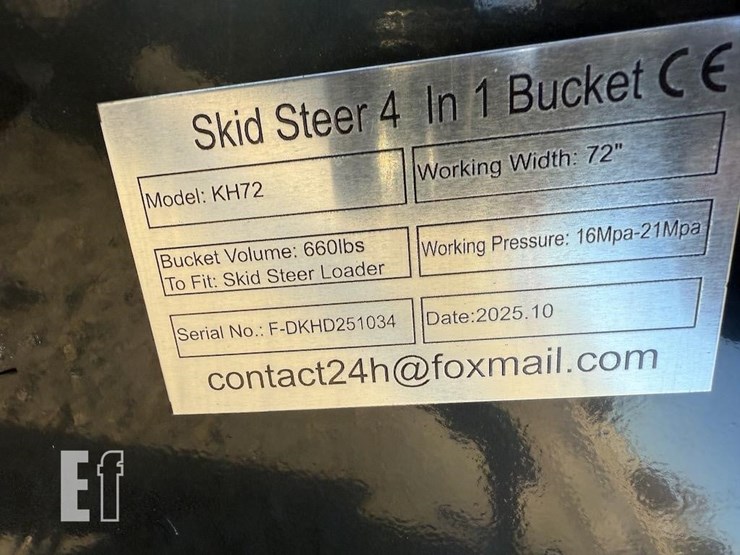 Skid Steer 4 In 1 Bucket CE
Model: KH72
Working Width: 72"
Bucket Volume: 660lbs
To Fit: Skid Steer Loader
Working Pressure: 16Mpa-21Mpa
Serial No.: F-DKHD251034
Date:2025.10
contact24h@foxmail.com
Ef